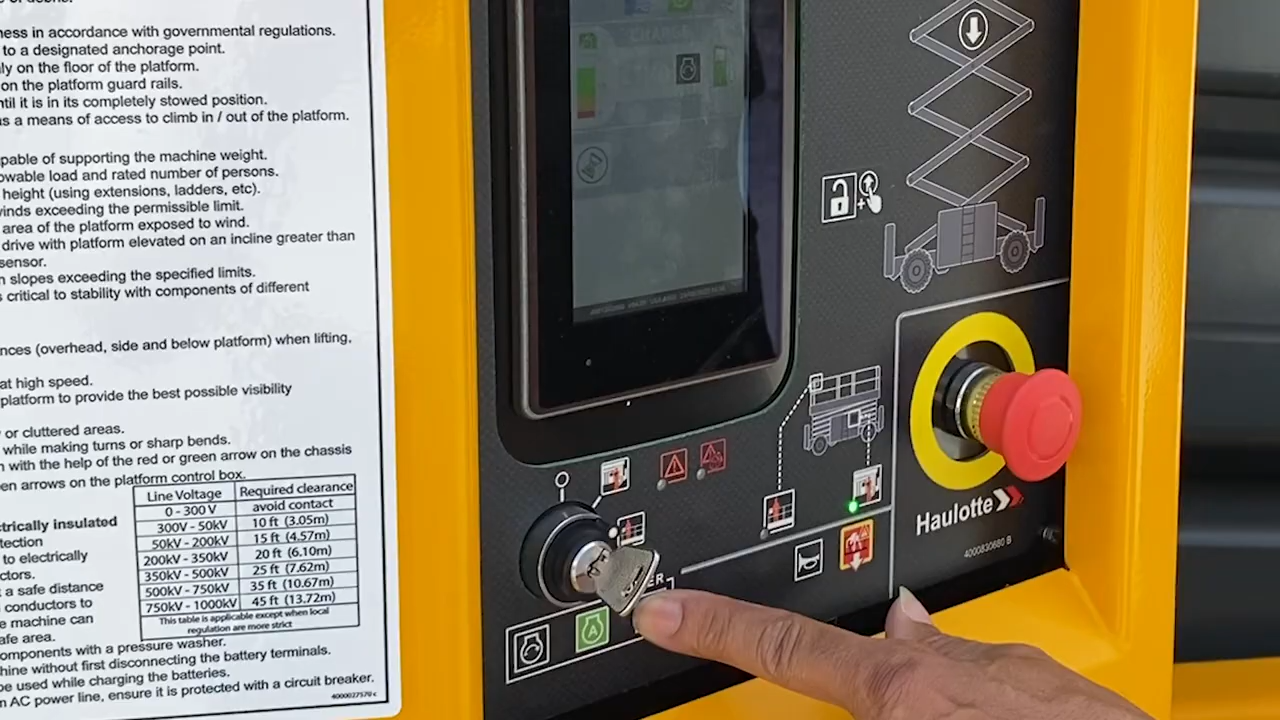 of debris.
ness in accordance with governmental regulations.
to a designated anchorage point.
ly on the floor of the platform.
on the platform guard rails.
ntil it is in its completely stowed position.
as a means of access to climb in / out of the platform.
pable of supporting the machine weight.
owable load and rated number of persons.
height (using extensions, ladders, etc).
winds exceeding the permissible limit.
area of the platform exposed to wind.
drive with platform elevated on an incline greater than
sensor.
n slopes exceeding the specified limits.
s critical to stability with components of different
nces (overhead, side and below platform) when lifting,
at high speed.
platform to provide the best possible visibility
or cluttered areas.
while making turns or sharp bends.
n with the help of the red or green arrow on the chassis
en arrows on the platform control box.
Line Voltage Required clearance
0 - 300 V avoid contact
300V - 50kV 10 ft (3.05m)
50kV - 200kV 15 ft (4.57m)
200kV - 350kV 20 ft (6.10m)
350kV - 500kV 25 ft (7.62m)
500kV - 750kV 35 ft (10.67m)
750kV - 1000kV 45 ft (13.72m)
This table is applicable except when local
regulation are more strict
ctrically insulated
tection
to electrically
ctors.
a safe distance
conductors to
e machine can
afe area.
omponents with a pressure washer.
hine without first disconnecting the battery terminals.
be used while charging the batteries.
m AC power line, ensure it is protected with a circuit breaker.
4000027570 c
CHARGE
Haulotte
4000830680 B
ER
A